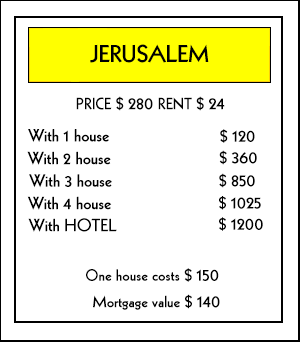 JERUSALEM
PRICE $ 280 RENT $ 24
With 1 house $ 120
With 2 house $ 360
With 3 house $ 850
With 4 house $ 1025
With HOTEL $ 1200
One house costs $ 150
Mortgage value $ 140